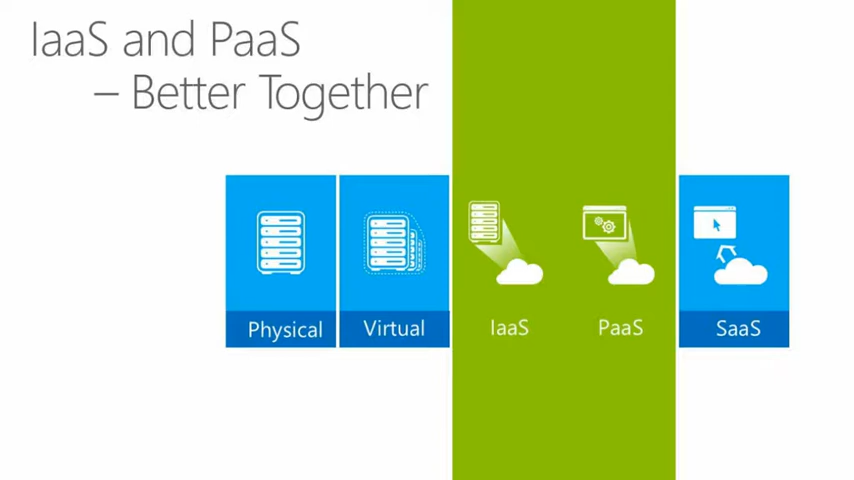 IaaS and PaaS
– Better Together
Physical
Virtual
IaaS
PaaS
SaaS